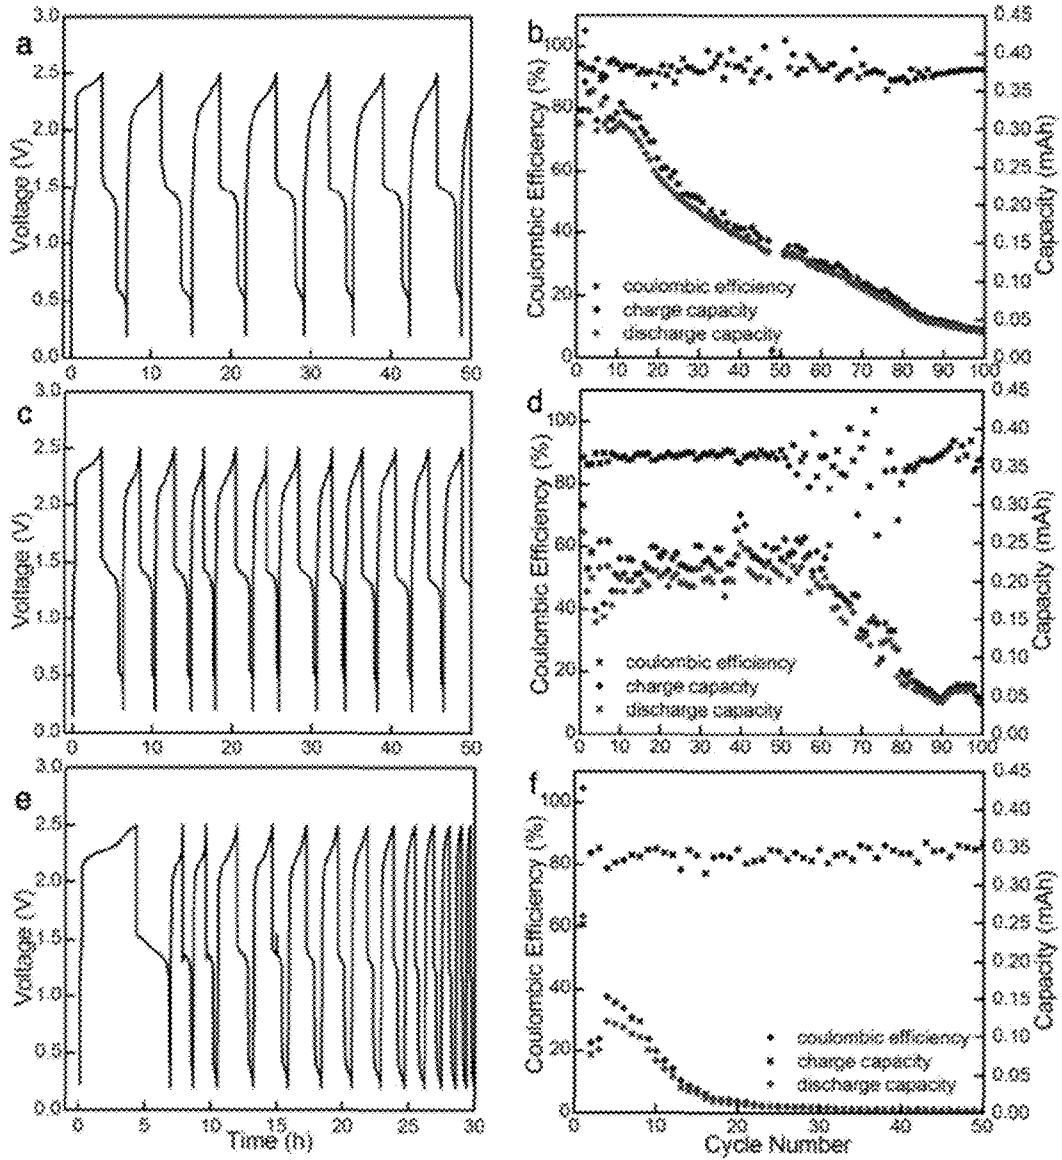 a
3.0
2.5
2.0
1.5
1.0
0.5
0.0
Voltage (V)
0 10 20 30 40 50 60
b
100
80
60
40
20
0
Coulombic Efficiency (%)
0.45
0.40
0.35
0.30
0.25
0.20
0.15
0.10
0.05
0.00
Capacity (mAh)
coulombic efficiency
charge capacity
discharge capacity
0 10 20 30 40 50 60 70 80 90 100
c
3.0
2.5
2.0
1.5
1.0
0.5
0.0
Voltage (V)
0 10 20 30 40 50 60
d
100
80
60
40
20
0
Coulombic Efficiency (%)
0.45
0.40
0.35
0.30
0.25
0.20
0.15
0.10
0.05
0.00
Capacity (mAh)
coulombic efficiency
charge capacity
discharge capacity
0 10 20 30 40 50 60 70 80 90 100
e
3.0
2.5
2.0
1.5
1.0
0.5
0.0
Voltage (V)
0 5 10 15 20 25 30
Time (h)
f
100
80
60
40
20
0
Coulombic Efficiency (%)
0.45
0.40
0.35
0.30
0.25
0.20
0.15
0.10
0.05
0.00
Capacity (mAh)
coulombic efficiency
charge capacity
discharge capacity
0 10 20 30 40 50
Cycle Number